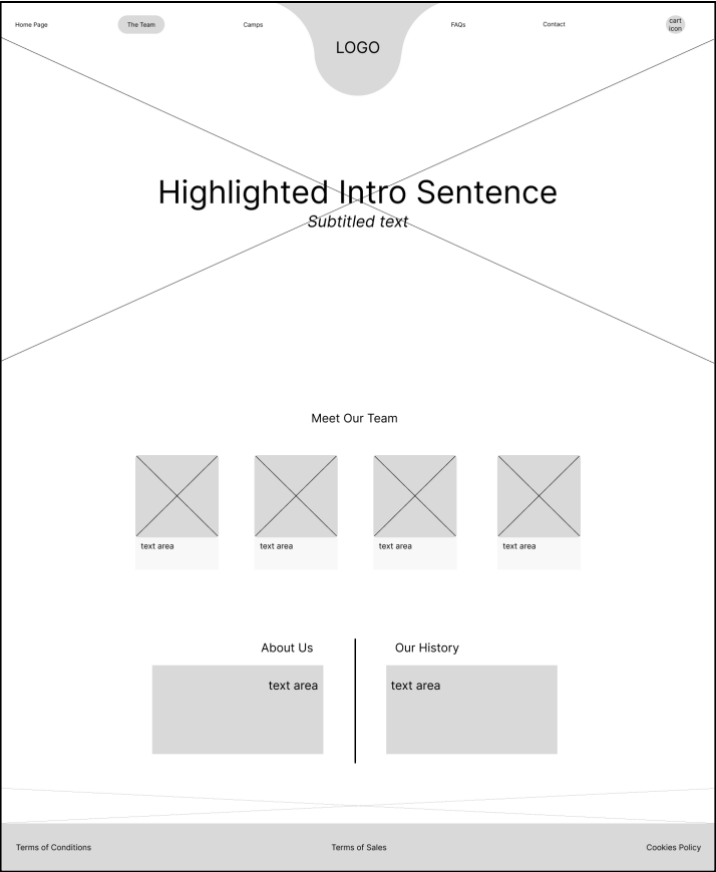 Home Page
The Team
Camps
LOGO
FAQs
Contact
cart
icon
Highlighted Intro Sentence
Subtitled text
Meet Our Team
text area
text area
text area
text area
About Us
Our History
text area
text area
Terms of Conditions
Terms of Sales
Cookies Policy